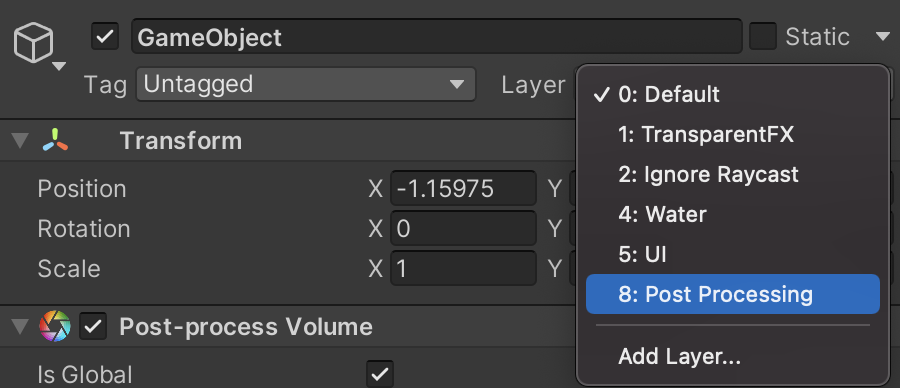 GameObject Static
Tag Untagged Layer
✓ 0: Default
1: TransparentFX
2: Ignore Raycast
4: Water
5: UI
8: Post Processing
Add Layer...
Transform
Position X -1.15975 Y
Rotation X 0 Y
Scale X 1 Y
Post-process Volume
Is Global